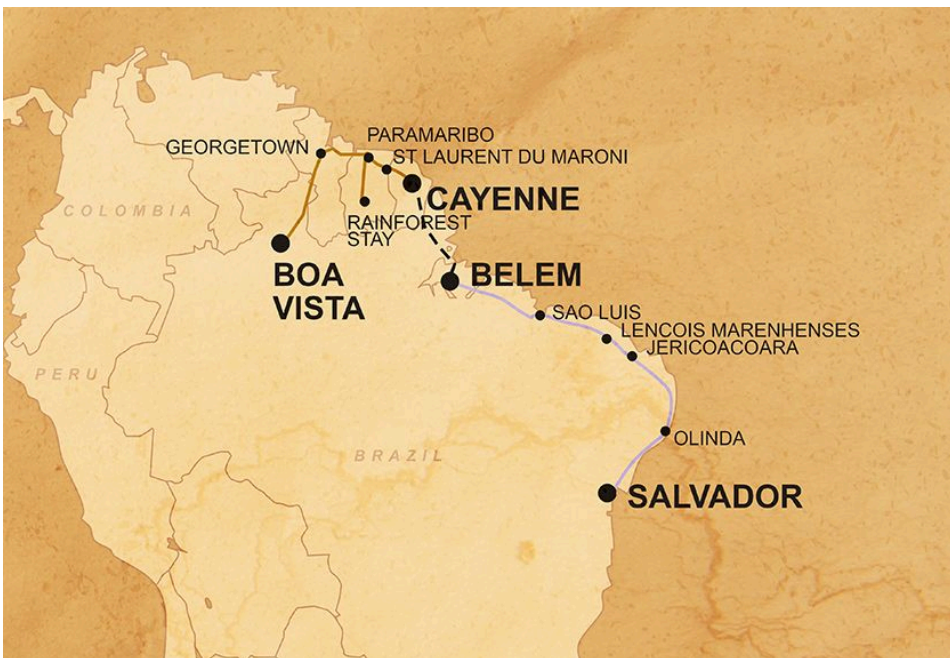 PARAMARIBO
GEORGETOWN
ST LAURENT DU MARONI
CAYENNE
COLOMBIA
RAINFOREST
STAY
BOA
VISTA
BELEM
SAO LUIS
LENCOIS MARENHENSES
JERICOACOARA
PERU
OLINDA
BRAZIL
SALVADOR